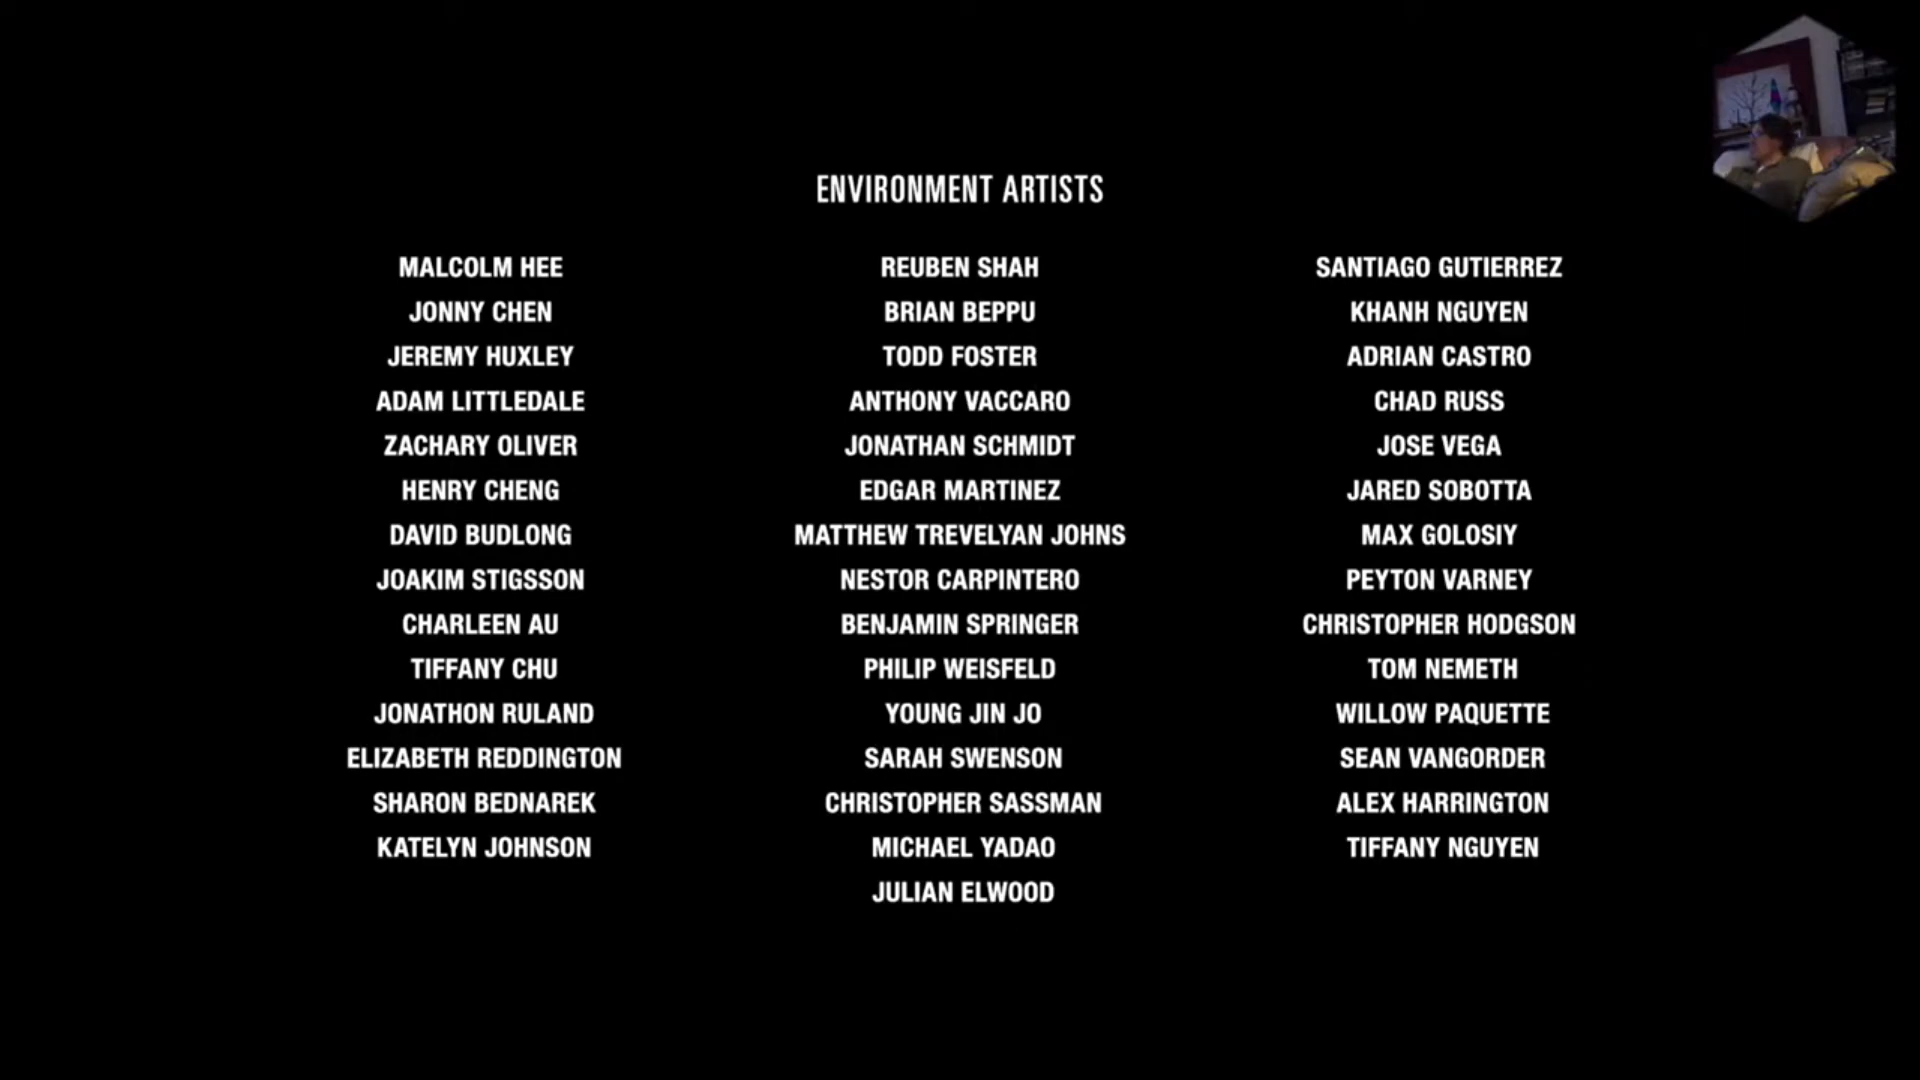 ENVIRONMENT ARTISTS
MALCOLM HEE
JONNY CHEN
JEREMY HUXLEY
ADAM LITTLEDALE
ZACHARY OLIVER
HENRY CHENG
DAVID BUDLONG
JOAKIM STIGSSON
CHARLEEN AU
TIFFANY CHU
JONATHON RULAND
ELIZABETH REDDINGTON
SHARON BEDNAREK
KATELYN JOHNSON
REUBEN SHAH
BRIAN BEPPU
TODD FOSTER
ANTHONY VACCARO
JONATHAN SCHMIDT
EDGAR MARTINEZ
MATTHEW TREVELYAN JOHNS
NESTOR CARPINTERO
BENJAMIN SPRINGER
PHILIP WEISFELD
YOUNG JIN JO
SARAH SWENSON
CHRISTOPHER SASSMAN
MICHAEL YADAO
JULIAN ELWOOD
SANTIAGO GUTIERREZ
KHANH NGUYEN
ADRIAN CASTRO
CHAD RUSS
JOSE VEGA
JARED SOBOTTA
MAX GOLOSIY
PEYTON VARNEY
CHRISTOPHER HODGSON
TOM NEMETH
WILLOW PAQUETTE
SEAN VANGORDER
ALEX HARRINGTON
TIFFANY NGUYEN